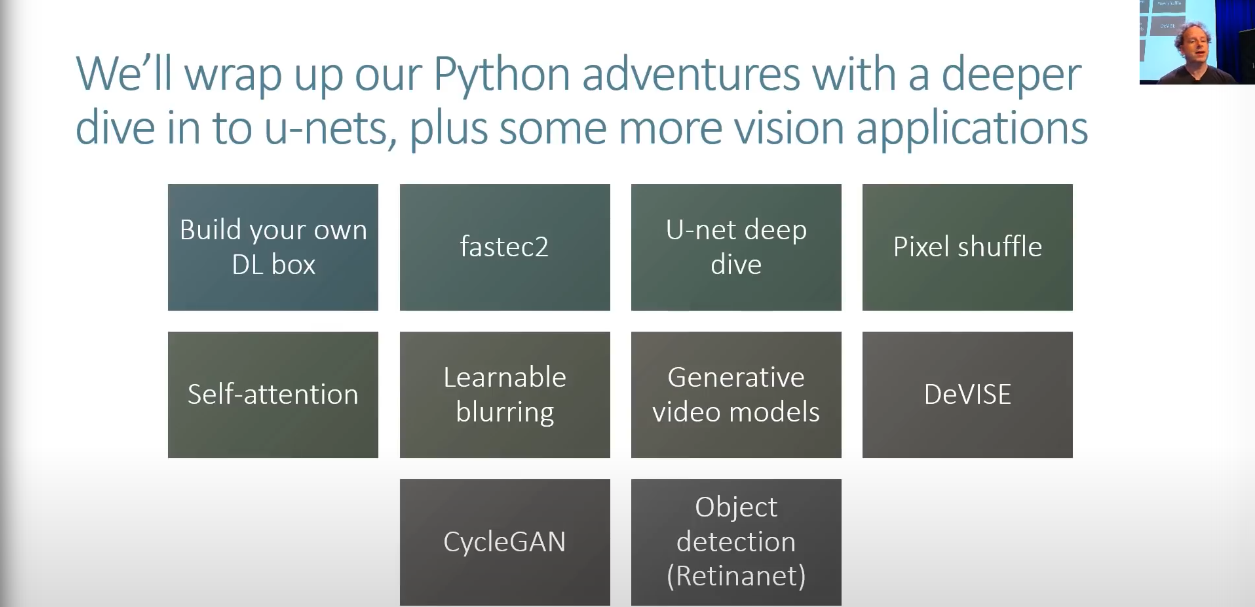 We'll wrap up our Python adventures with a deeper
dive in to u-nets, plus some more vision applications
Build your own
DL box
fastec2
U-net deep
dive
Pixel shuffle
Self-attention
Learnable
blurring
Generative
video models
DeVISE
CycleGAN
Object
detection
(Retinanet)